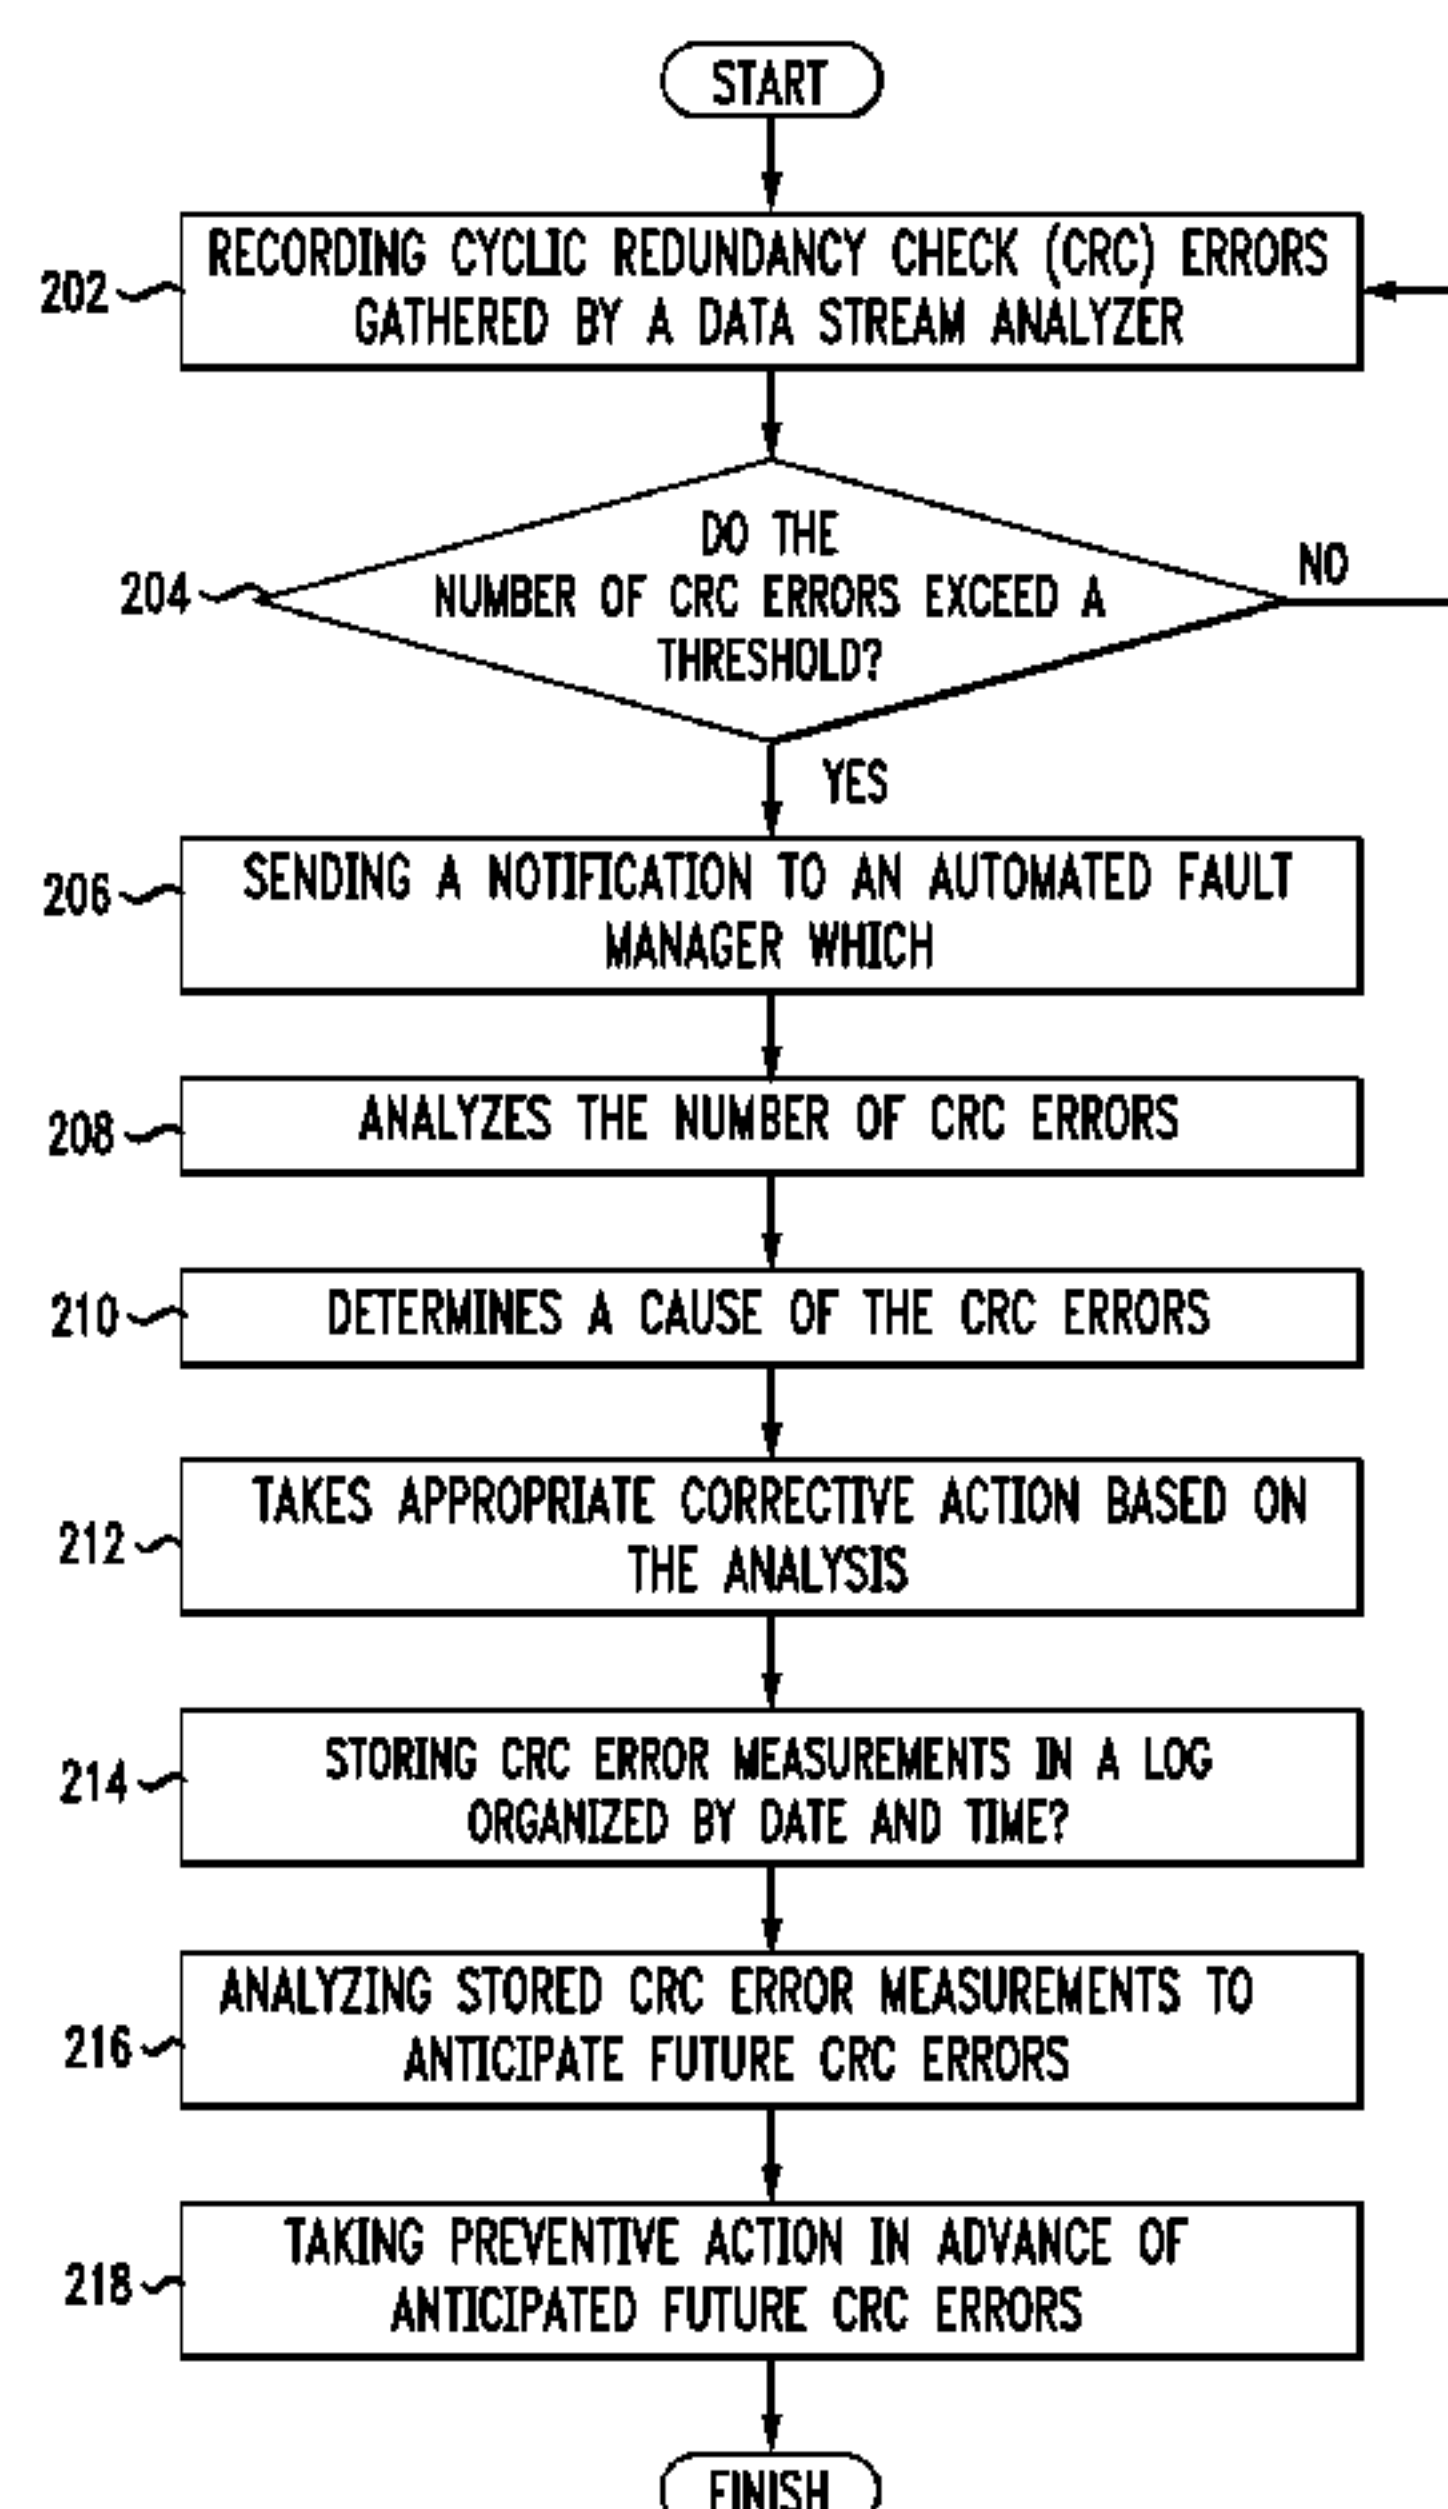 START
202
RECORDING CYCLIC REDUNDANCY CHECK (CRC) ERRORS
GATHERED BY A DATA STREAM ANALYZER
204
DO THE
NUMBER OF CRC ERRORS EXCEED A
THRESHOLD?
NO
YES
206
SENDING A NOTIFICATION TO AN AUTOMATED FAULT
MANAGER WHICH
208
ANALYZES THE NUMBER OF CRC ERRORS
210
DETERMINES A CAUSE OF THE CRC ERRORS
212
TAKES APPROPRIATE CORRECTIVE ACTION BASED ON
THE ANALYSIS
214
STORING CRC ERROR MEASUREMENTS IN A LOG
ORGANIZED BY DATE AND TIME?
216
ANALYZING STORED CRC ERROR MEASUREMENTS TO
ANTICIPATE FUTURE CRC ERRORS
218
TAKING PREVENTIVE ACTION IN ADVANCE OF
ANTICIPATED FUTURE CRC ERRORS
FINISH